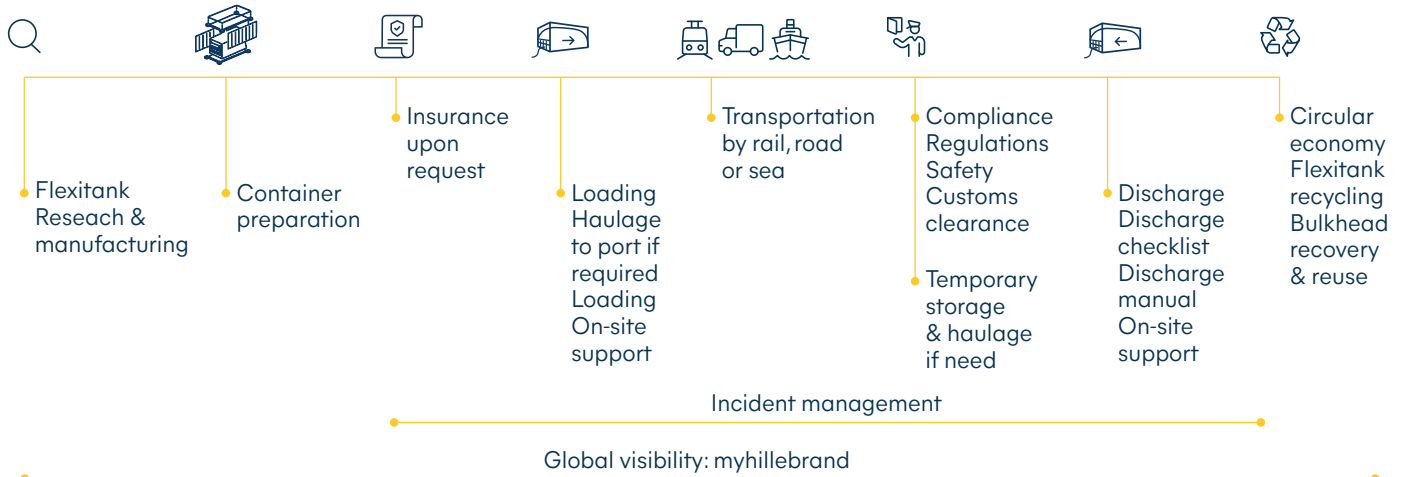 Flexitank
Reseach &
manufacturing
Container
preparation
Insurance
upon
request
Loading
Haulage
to port if
required
Loading
On-site
support
Transportation
by rail, road
or sea
Compliance
Regulations
Safety
Customs
clearance
Temporary
storage
& haulage
if need
Discharge
Discharge
checklist
Discharge
manual
On-site
support
Circular
economy
Flexitank
recycling
Bulkhead
recovery
& reuse
Incident management
Global visibility: myhillebrand